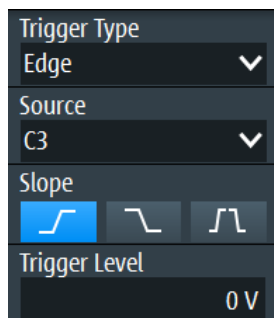 Trigger Type
Edge
Source
C3
Slope
Trigger Level
0 V